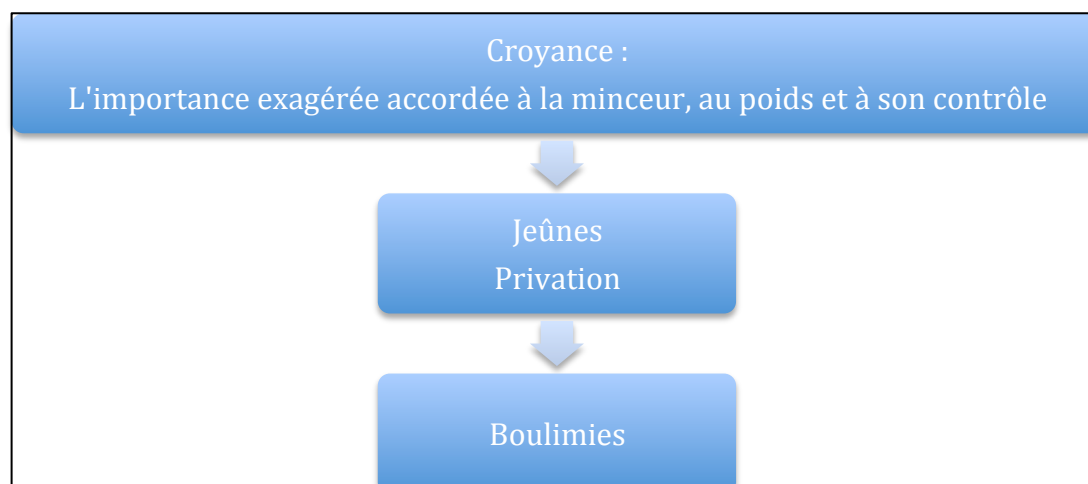 Croyance :
L'importance exagérée accordée à la minceur, au poids et à son contrôle
Jeûnes
Privation
Boulimies